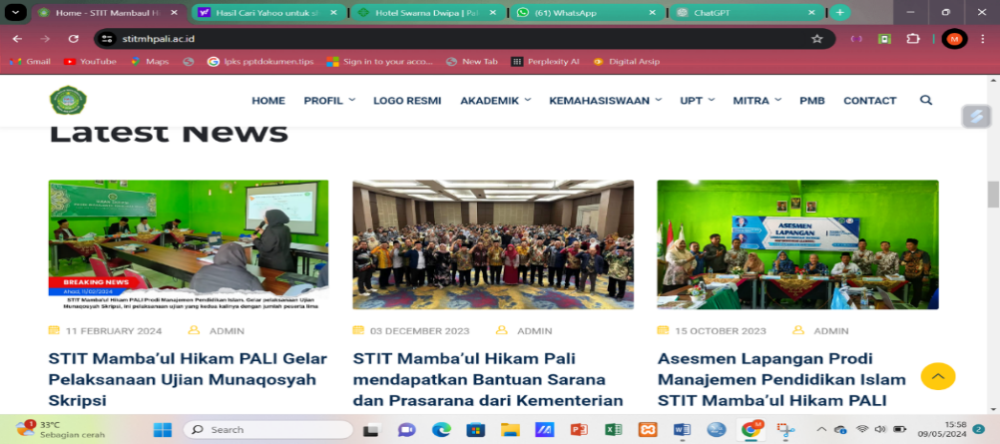 Home - STIT Mambaul H
Hasil Cari Yahoo untuk s
Hotel Swarna Dwipa | Pal
(61) WhatsApp
ChatGPT
stitmhpali.ac.id
M
Gmail
YouTube
Maps
lpks pptdokumen.tips
Sign in to your acco...
New Tab
Perplexity AI
Digital Arsip
HOME
PROFIL
LOGO RESMI
AKADEMIK
KEMAHASISWAAN
UPT
MITRA
PMB
CONTACT
Latest News
BREAKING NEWS
Ahad, 11/02/2024
STIT Mamba'ul Hikam PALI Prodi Manajemen Pendidikan Islam, Gelar pelaksanaan Ujian
Munaqosyah Skripsi, ini pelaksanaan ujian yang kedua kalinya dengan jumlah peserta lima
ASESMEN
LAPANGAN
11 FEBRUARY 2024
ADMIN
STIT Mamba'ul Hikam PALI Gelar
Pelaksanaan Ujian Munaqosyah
Skripsi
03 DECEMBER 2023
ADMIN
STIT Mamba'ul Hikam Pali
mendapatkan Bantuan Sarana
dan Prasarana dari Kementerian
15 OCTOBER 2023
ADMIN
Asesmen Lapangan Prodi
Manajemen Pendidikan Islam
STIT Mamba'ul Hikam PALI
1
33°C
Sebagian cerah
Search
15:58
09/05/2024
2